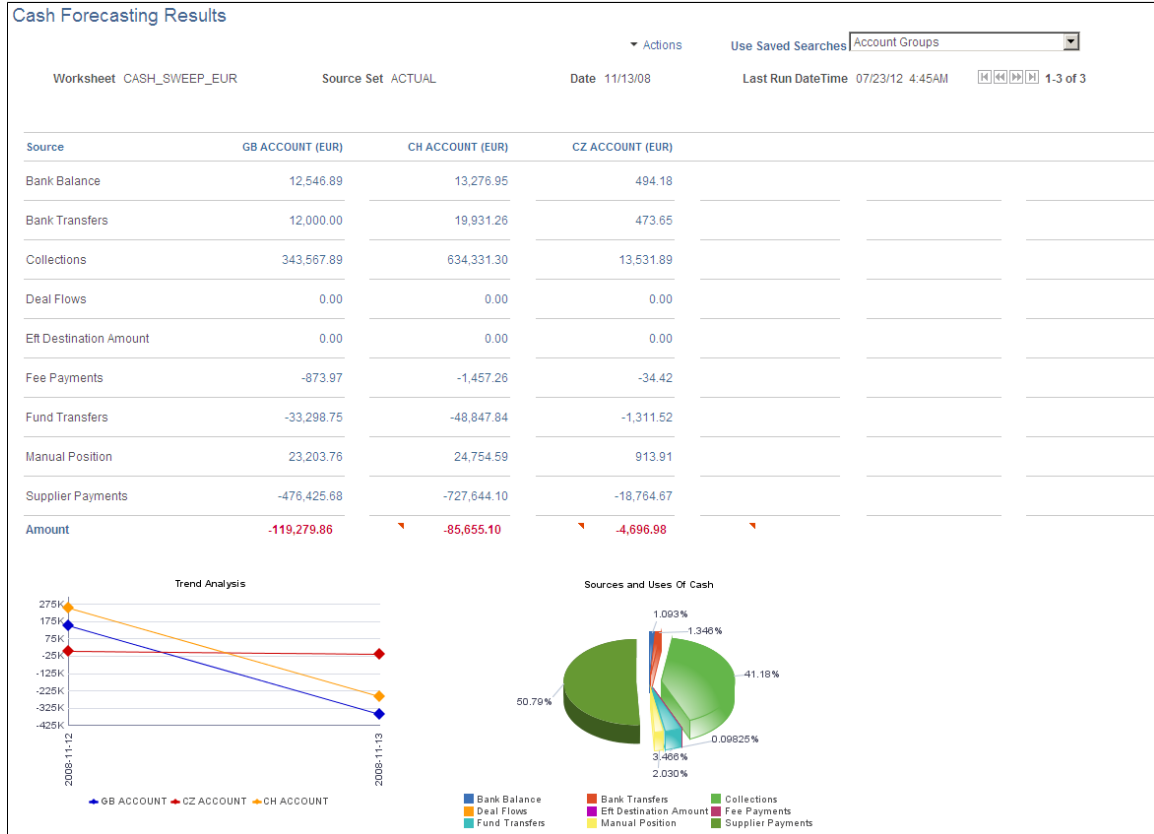 Cash Forecasting Results
Actions Use Saved Searches Account Groups
Worksheet CASH_SWEEP_EUR Source Set ACTUAL Date 11/13/08 Last Run DateTime 07/23/12 4:45AM 1-3 of 3
Source GB ACCOUNT (EUR) CH ACCOUNT (EUR) CZ ACCOUNT (EUR)
Bank Balance 12,546.89 13,276.95 494.18
Bank Transfers 12,000.00 19,931.26 473.65
Collections 343,567.89 634,331.30 13,531.89
Deal Flows 0.00 0.00 0.00
Eft Destination Amount 0.00 0.00 0.00
Fee Payments -873.97 -1,457.26 -34.42
Fund Transfers -33,298.75 -48,847.84 -1,311.52
Manual Position 23,203.76 24,754.59 913.91
Supplier Payments -476,425.68 -727,644.10 -18,764.67
Amount -119,279.86 -85,655.10 -4,696.98
Trend Analysis
275K
175K
75K
-25K
-125K
-225K
-325K
-425K
2008-11-12
2008-11-13
GB ACCOUNT CZ ACCOUNT CH ACCOUNT
Sources and Uses Of Cash
1.093%
1.346%
41.18%
50.79%
0.09825%
3.466%
2.030%
Bank Balance Bank Transfers Collections
Deal Flows Eft Destination Amount Fee Payments
Fund Transfers Manual Position Supplier Payments